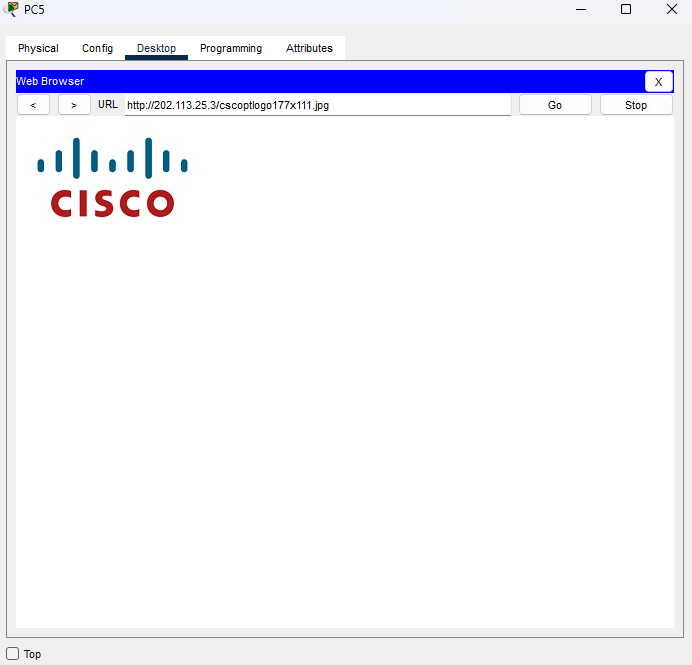 PC5
Physical Config Desktop Programming Attributes
Web Browser X
< > URL http://202.113.25.3/cscoptlogo177x111.jpg Go Stop
CISCO
Top